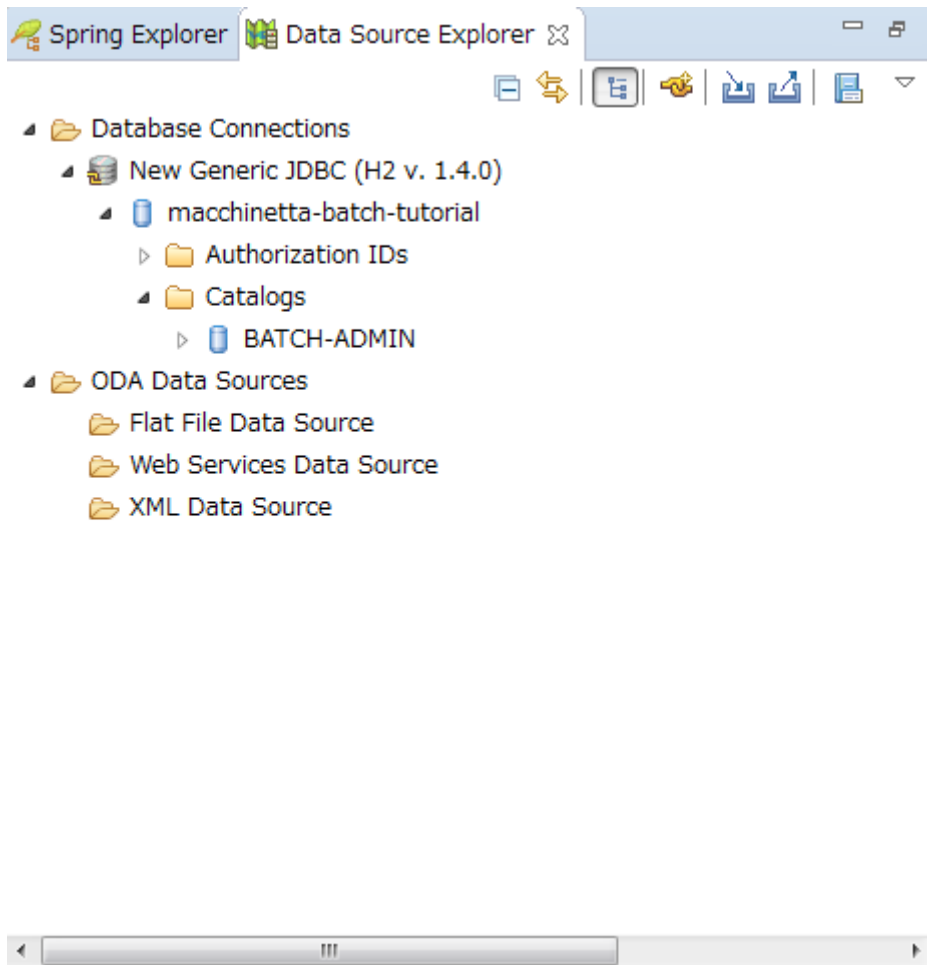 Spring Explorer Data Source Explorer
Database Connections
New Generic JDBC (H2 v. 1.4.0)
macchinetta-batch-tutorial
Authorization IDs
Catalogs
BATCH-ADMIN
ODA Data Sources
Flat File Data Source
Web Services Data Source
XML Data Source